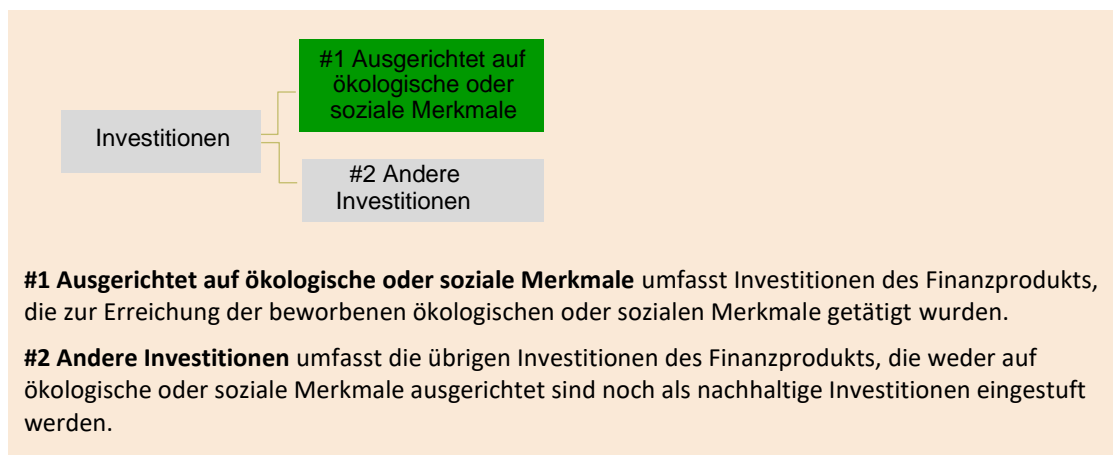 #1 Ausgerichtet auf
ökologische oder
soziale Merkmale
Investitionen
#2 Andere
Investitionen
#1 Ausgerichtet auf ökologische oder soziale Merkmale umfasst Investitionen des Finanzprodukts,
die zur Erreichung der beworbenen ökologischen oder sozialen Merkmale getätigt wurden.
#2 Andere Investitionen umfasst die übrigen Investitionen des Finanzprodukts, die weder auf
ökologische oder soziale Merkmale ausgerichtet sind noch als nachhaltige Investitionen eingestuft
werden.